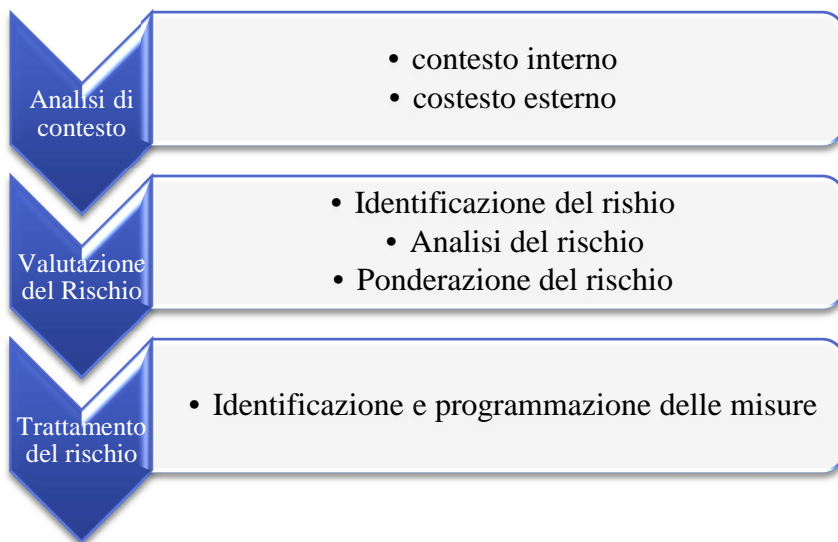 Analisi di
contesto
• contesto interno
• costesto esterno
Valutazione
del Rischio
• Identificazione del rishio
• Analisi del rischio
• Ponderazione del rischio
Trattamento
del rischio
• Identificazione e programmazione delle misure